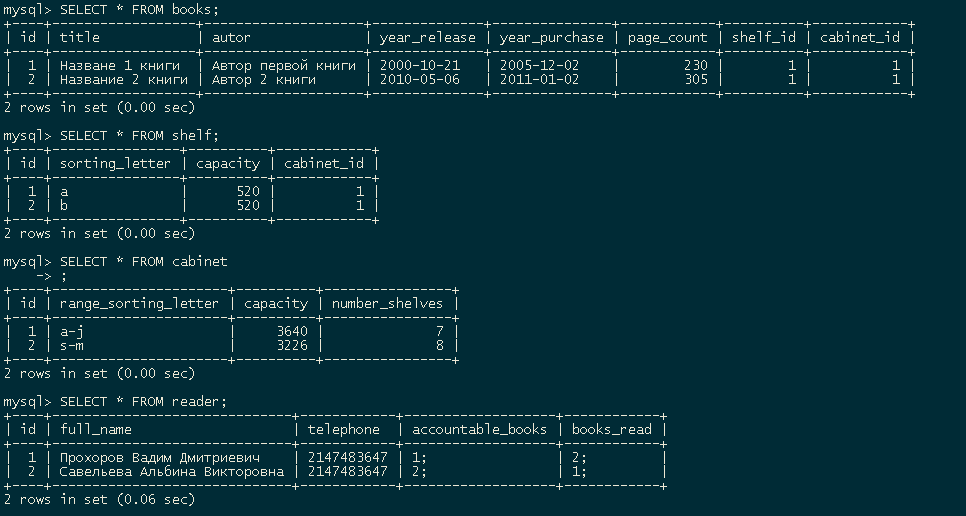 mysql> SELECT * FROM books;
+----+------------------+---------------------+--------------+---------------+------------+----------+------------+
| id | title            | autor               | year_release | year_purchase | page_count | shelf_id | cabinet_id |
+----+------------------+---------------------+--------------+---------------+------------+----------+------------+
|  1 | Назване 1 книги  | Автор первой книги  | 2000-10-21   | 2005-12-02    |        230 |        1 |          1 |
|  2 | Название 2 книги | Автор 2 книги       | 2010-05-06   | 2011-01-02    |        305 |        1 |          1 |
+----+------------------+---------------------+--------------+---------------+------------+----------+------------+
2 rows in set (0.00 sec)
mysql> SELECT * FROM shelf;
+----+----------------+----------+------------+
| id | sorting_letter | capacity | cabinet_id |
+----+----------------+----------+------------+
|  1 | a              |      520 |          1 |
|  2 | b              |      520 |          1 |
+----+----------------+----------+------------+
2 rows in set (0.00 sec)
mysql> SELECT * FROM cabinet
    -> ;
+----+----------------------+----------+----------------+
| id | range_sorting_letter | capacity | number_shelves |
+----+----------------------+----------+----------------+
|  1 | a-j                  |     3640 |              7 |
|  2 | s-m                  |     3226 |              8 |
+----+----------------------+----------+----------------+
2 rows in set (0.00 sec)
mysql> SELECT * FROM reader;
+----+------------------------------+------------+-------------------+------------+
| id | full_name                    | telephone  | accountable_books | books_read |
+----+------------------------------+------------+-------------------+------------+
|  1 | Прохоров Вадим Дмитриевич    | 2147483647 | 1;                | 2;         |
|  2 | Савельева Альбина Викторовна | 2147483647 | 2;                | 1;         |
+----+------------------------------+------------+-------------------+------------+
2 rows in set (0.06 sec)